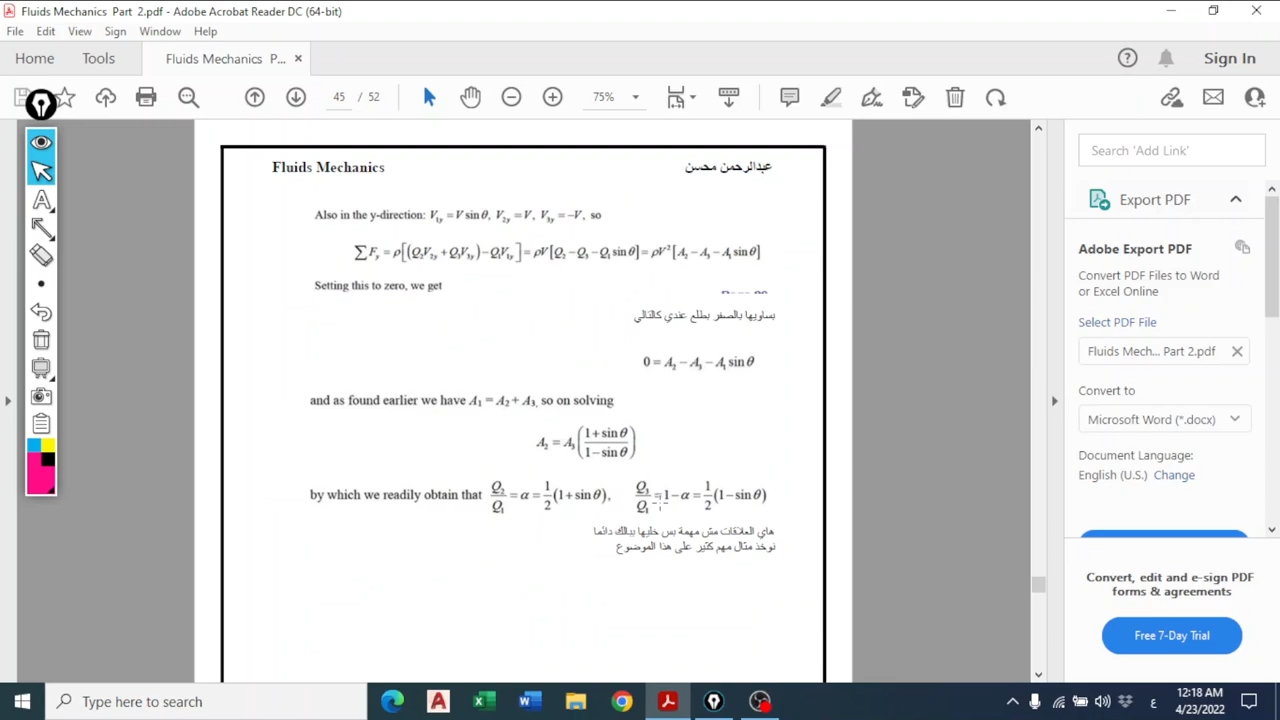 Fluids Mechanics Part 2.pdf - Adobe Acrobat Reader DC (64-bit)
File Edit View Sign Window Help
Home Tools Fluids Mechanics P... × Sign In
45 / 52 75%
Fluids Mechanics عبدالرحمن محسن
Also in the y-direction: V₁y = V sin θ, V₂y = V, V₃y = −V, so
∑ Fy = ρ[(Q₂V₂y + Q₃V₃y) − Q₁V₁y] = ρV[Q₂ − Q₃ − Q₁ sin θ] = ρV²[A₂ − A₃ − A₁ sin θ]
Setting this to zero, we get
يساويها بالصفر بطلع عندي كالتالي
0 = A₂ − A₃ − A₁ sin θ
and as found earlier we have A₁ = A₂ + A₃, so on solving
A₂ = A₃ ((1 + sin θ)/(1 − sin θ))
by which we readily obtain that Q₂/Q₁ = α = 1/2 (1 + sin θ), Q₃/Q₁ = 1 − α = 1/2 (1 − sin θ)
هاي العلاقات مش مهمة بس خليها ببالك دائما
نوخذ مثال مهم كثير على هذا الموضوع
Search 'Add Link'
Export PDF
Adobe Export PDF
Convert PDF Files to Word
or Excel Online
Select PDF File
Fluids Mech... Part 2.pdf
Convert to
Microsoft Word (*.docx)
Document Language:
English (U.S.) Change
Convert, edit and e-sign PDF
forms & agreements
Free 7-Day Trial
Type here to search
ع
12:18 AM
4/23/2022